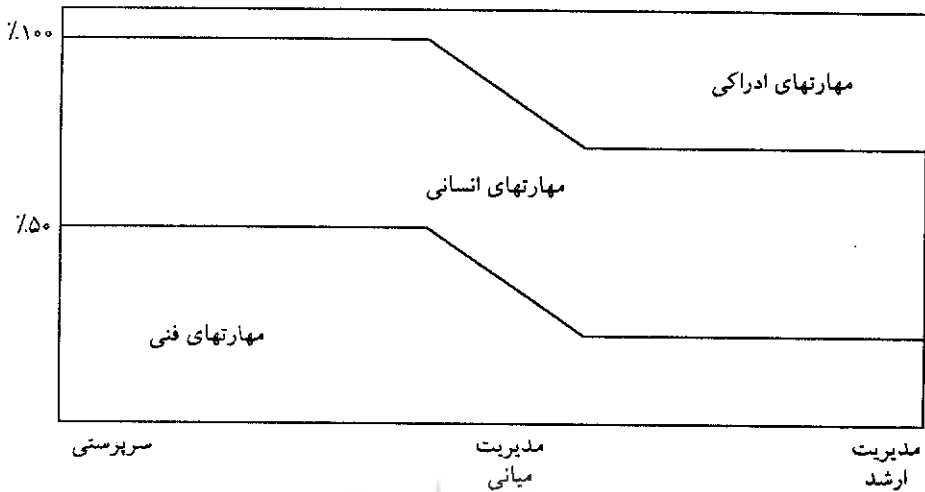 ٪۱۰۰
مهارتهای ادراکی
مهارتهای انسانی
٪۵۰
مهارتهای فنی
سرپرستی
مدیریت
میانی
مدیریت
ارشد